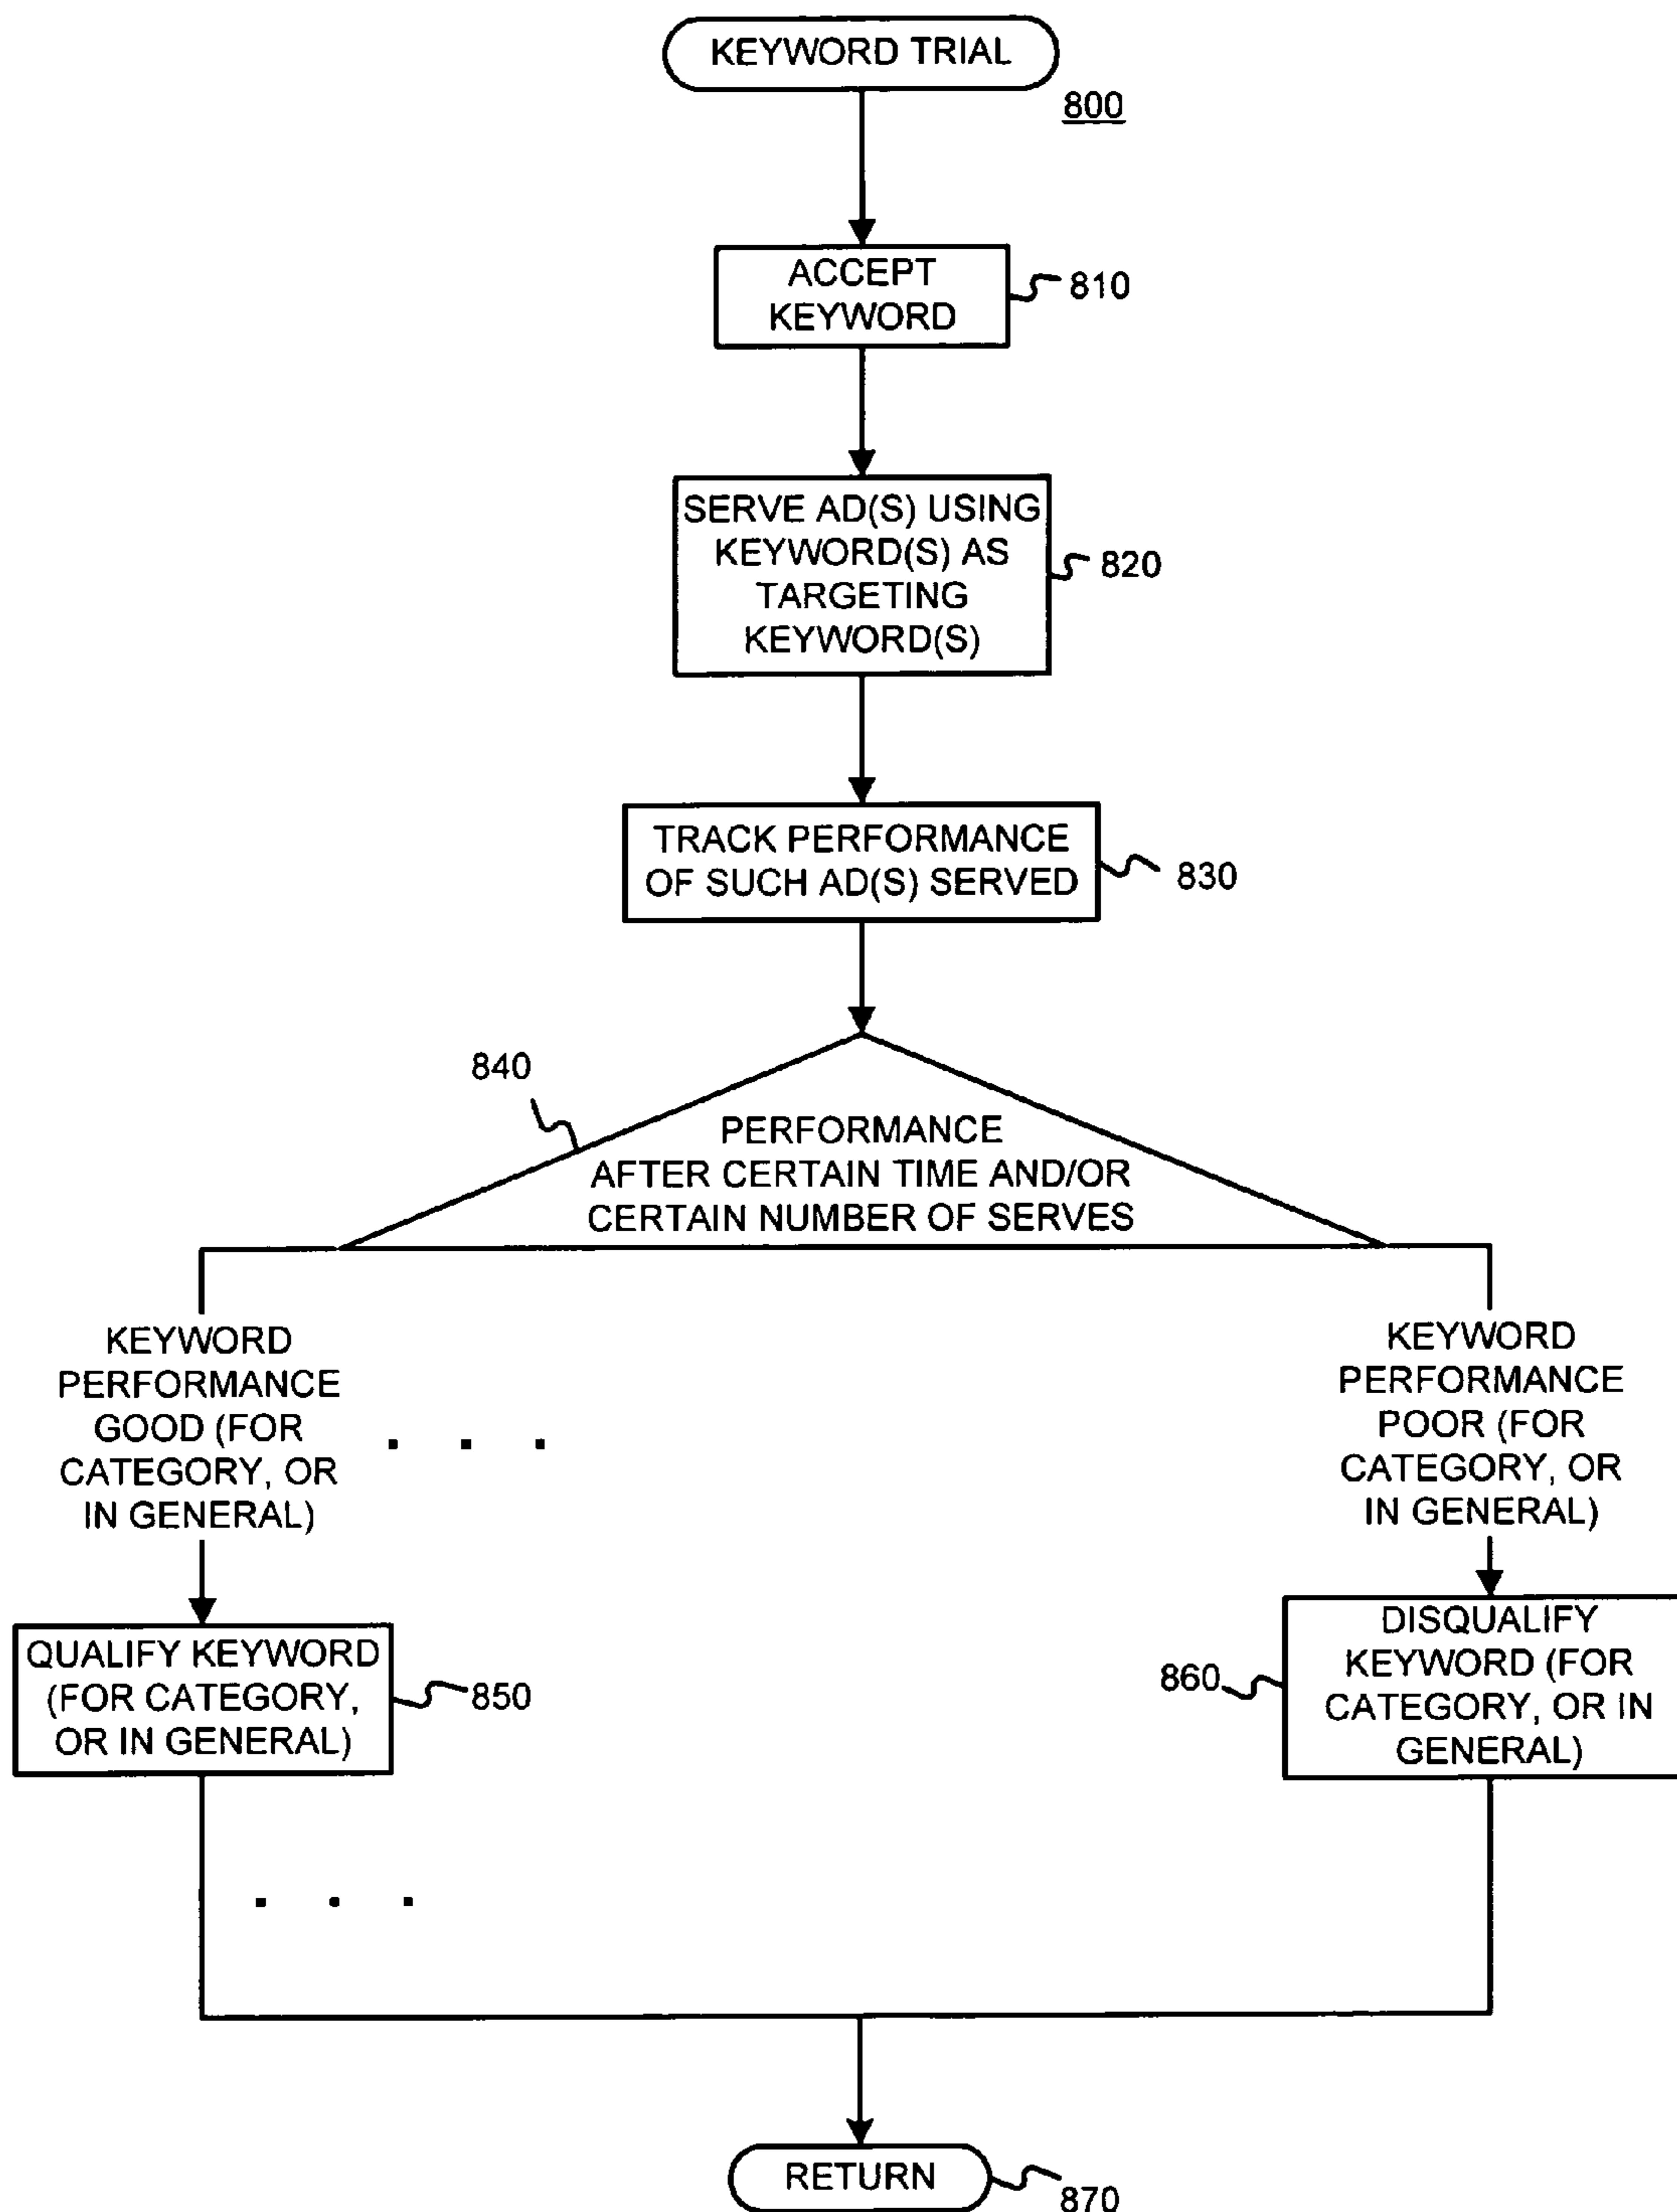 KEYWORD TRIAL
800
ACCEPT
KEYWORD
810
SERVE AD(S) USING
KEYWORD(S) AS
TARGETING
KEYWORD(S)
820
TRACK PERFORMANCE
OF SUCH AD(S) SERVED
830
840
PERFORMANCE
AFTER CERTAIN TIME AND/OR
CERTAIN NUMBER OF SERVES
KEYWORD
PERFORMANCE
GOOD (FOR
CATEGORY, OR
IN GENERAL)
. . .
KEYWORD
PERFORMANCE
POOR (FOR
CATEGORY, OR
IN GENERAL)
QUALIFY KEYWORD
(FOR CATEGORY,
OR IN GENERAL)
850
860
DISQUALIFY
KEYWORD (FOR
CATEGORY, OR IN
GENERAL)
. . .
RETURN
870